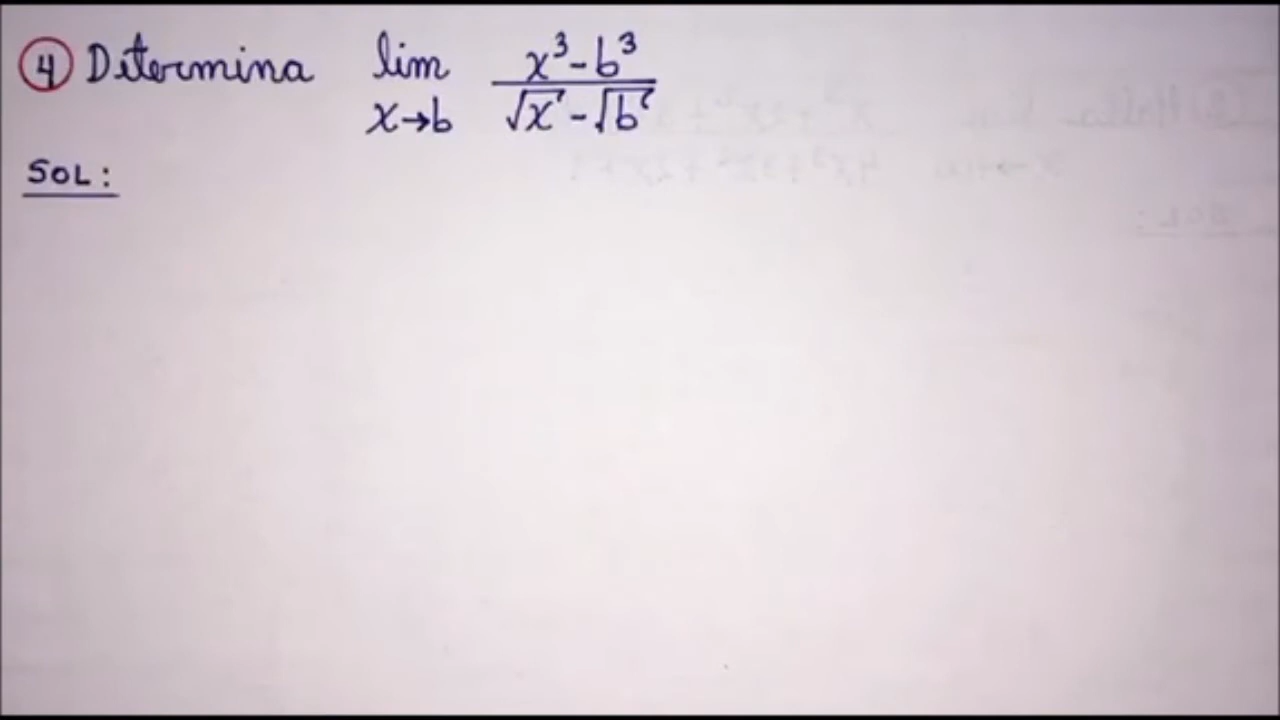 4 Determina lim x→b (x³-b³)/(√x-√b)
SOL: